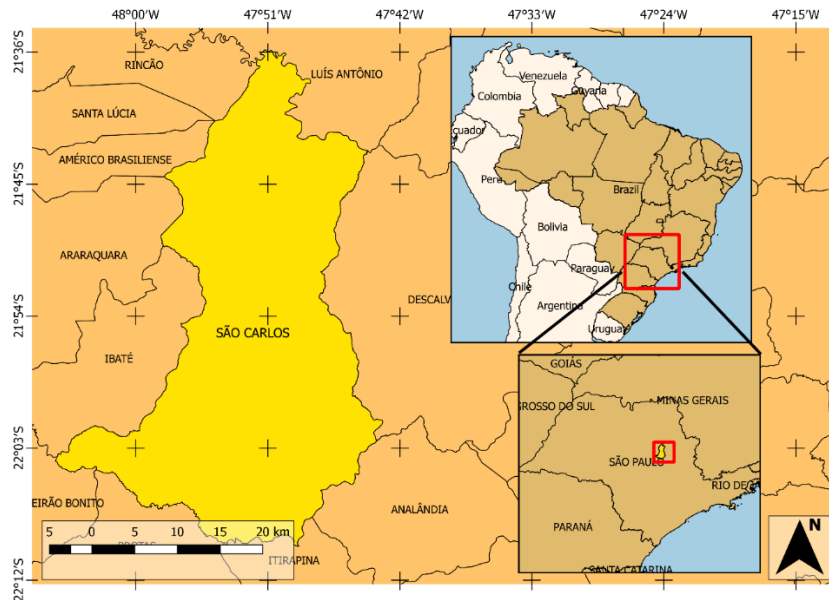 48°00'W 47°51'W 47°42'W 47°33'W 47°24'W 47°15'W
21°36'S
21°45'S
21°54'S
22°03'S
22°12'S
RINCÃO
LUÍS ANTÔNIO
SANTA LÚCIA
AMÉRICO BRASILIENSE
ARARAQUARA
DESCALV
SÃO CARLOS
IBATÉ
EIRÃO BONITO
ANALÂNDIA
PROTAS
ITIRAPINA
5 0 5 10 15 20 km
Venezuela
Guyana
Colombia
cuador
Peru
Brazil
Bolivia
Paraguay
Chile
Argentina
Uruguay
GOIÁS
GROSSO DO SUL
MINAS GERAIS
SÃO PAULO
RIO DE
PARANÁ
SANTA CATARINA
N